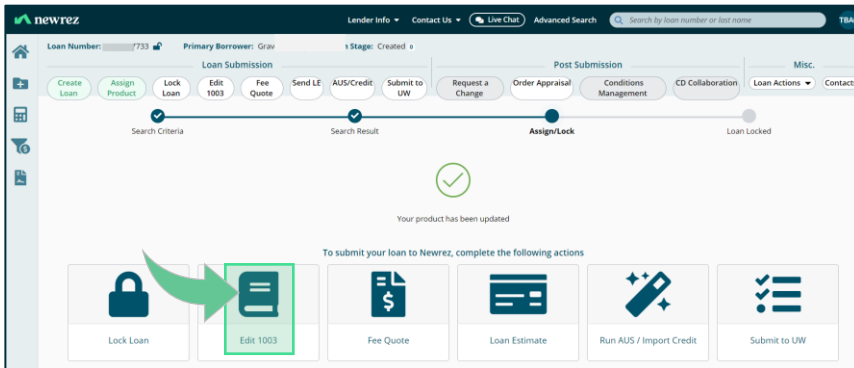 newrez
Lender Info Contact Us Live Chat Advanced Search Search by loan number or last name TBA
Loan Number: 733 Primary Borrower: Grav Stage: Created
Loan Submission Post Submission Misc.
Create Loan Assign Product Lock Loan Edit 1003 Fee Quote Send LE AUS/Credit Submit to UW Request a Change Order Appraisal Conditions Management CD Collaboration Loan Actions Contacts
Search Criteria Search Result Assign/Lock Loan Locked
Your product has been updated
To submit your loan to Newrez, complete the following actions
Lock Loan Edit 1003 Fee Quote Loan Estimate Run AUS / Import Credit Submit to UW